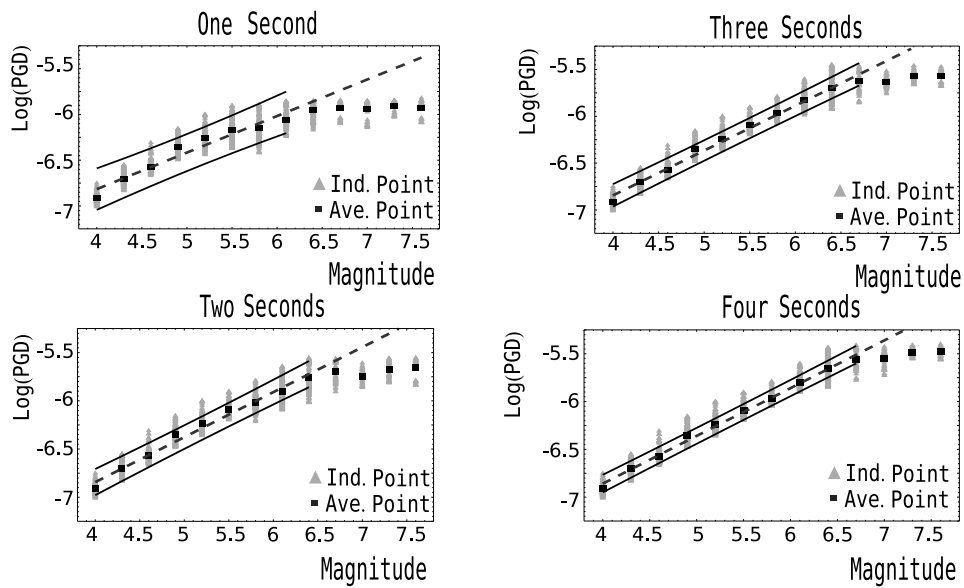 One Second
Log(PGD)
-5.5
-6
-6.5
-7
Ind. Point
Ave. Point
4 4.5 5 5.5 6 6.5 7 7.5
Magnitude
Three Seconds
Log(PGD)
-5.5
-6
-6.5
-7
Ind. Point
Ave. Point
4 4.5 5 5.5 6 6.5 7 7.5
Magnitude
Two Seconds
Log(PGD)
-5.5
-6
-6.5
-7
Ind. Point
Ave. Point
4 4.5 5 5.5 6 6.5 7 7.5
Magnitude
Four Seconds
Log(PGD)
-5.5
-6
-6.5
-7
Ind. Point
Ave. Point
4 4.5 5 5.5 6 6.5 7 7.5
Magnitude